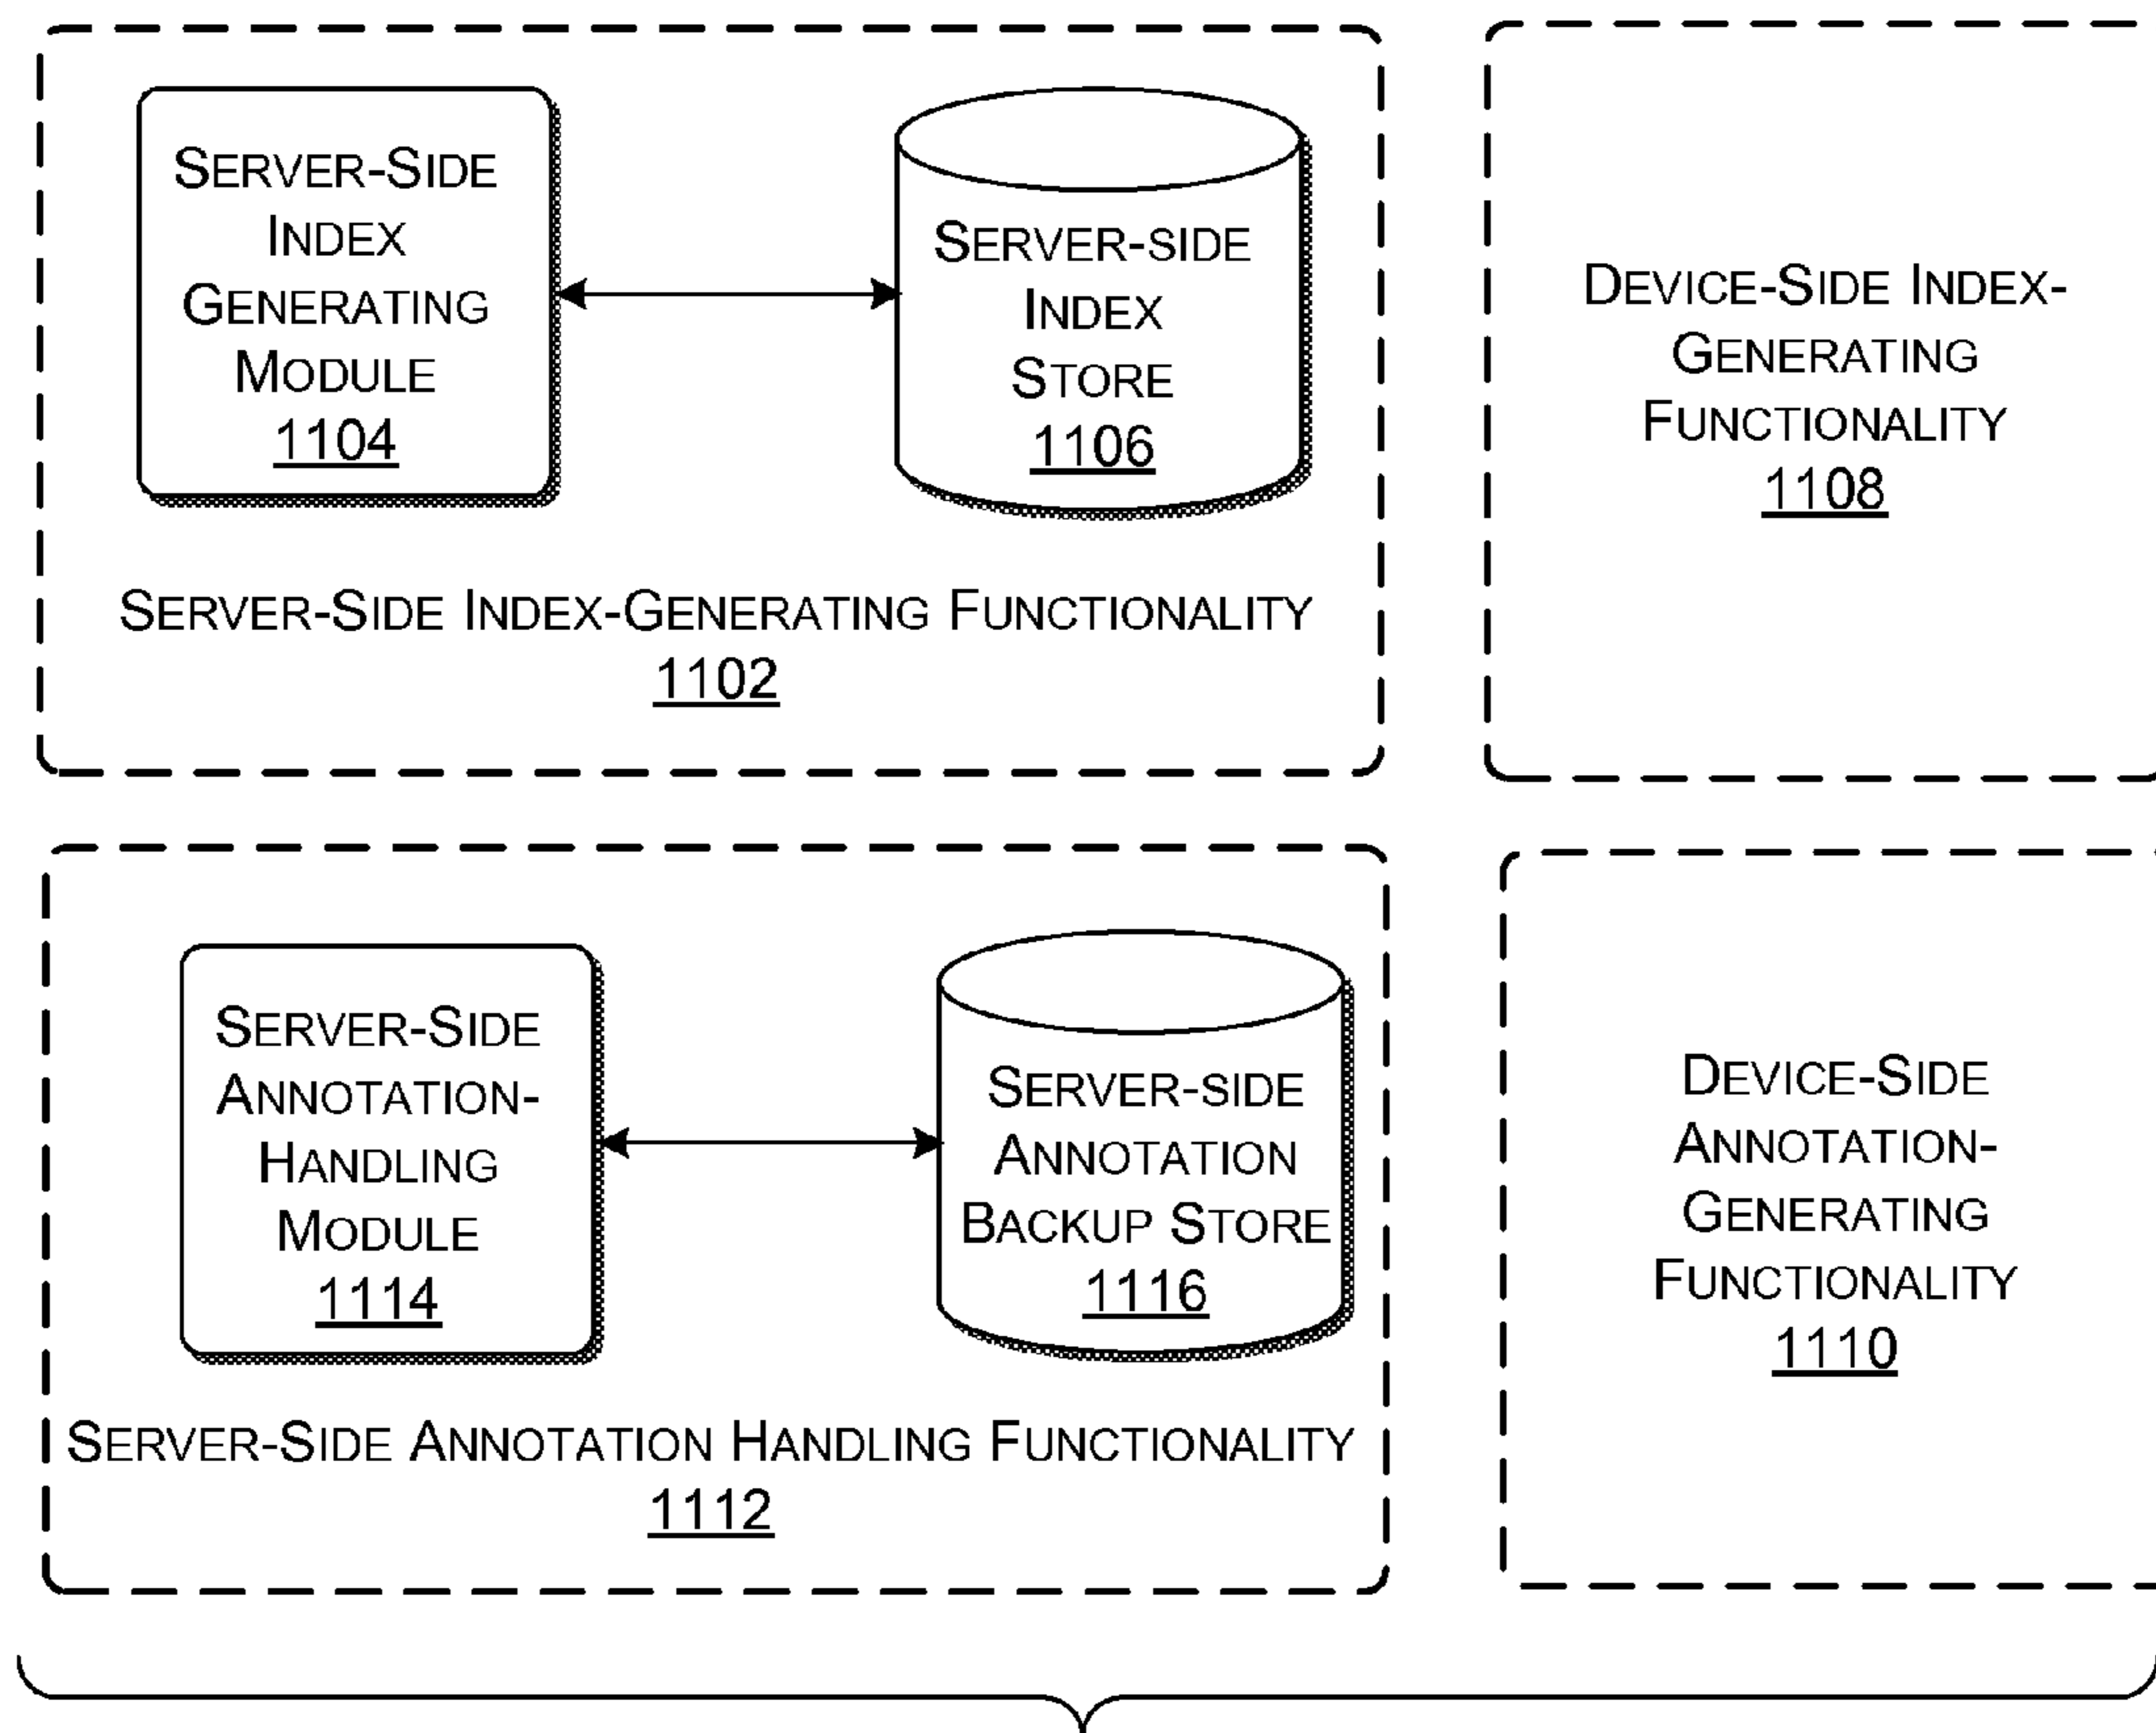 SERVER-SIDE
INDEX
GENERATING
MODULE
1104
SERVER-SIDE
INDEX
STORE
1106
SERVER-SIDE INDEX-GENERATING FUNCTIONALITY
1102
DEVICE-SIDE INDEX-
GENERATING
FUNCTIONALITY
1108
SERVER-SIDE
ANNOTATION-
HANDLING
MODULE
1114
SERVER-SIDE
ANNOTATION
BACKUP STORE
1116
SERVER-SIDE ANNOTATION HANDLING FUNCTIONALITY
1112
DEVICE-SIDE
ANNOTATION-
GENERATING
FUNCTIONALITY
1110